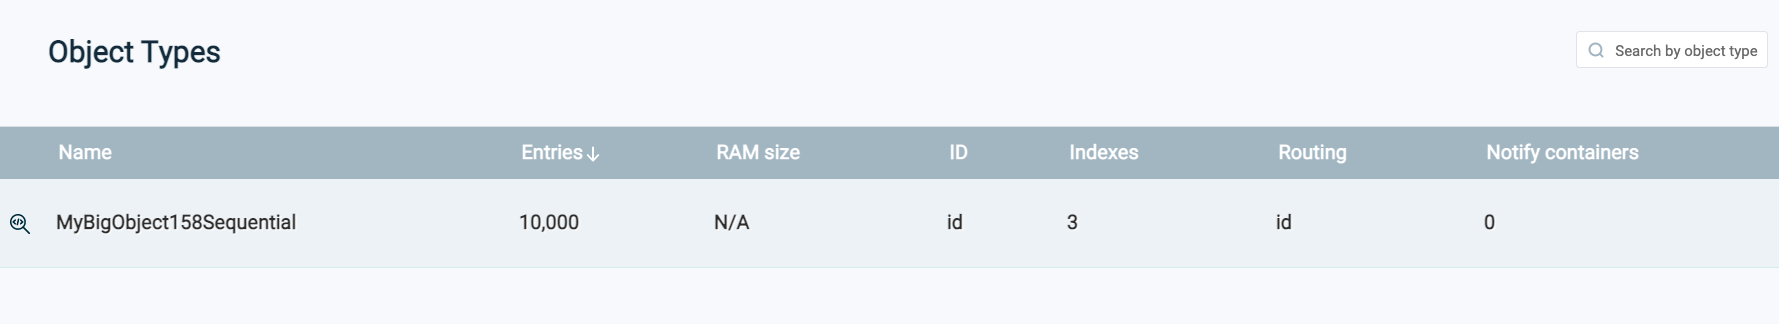 Object Types
Search by object type
Name Entries↓ RAM size ID Indexes Routing Notify containers
MyBigObject158Sequential 10,000 N/A id 3 id 0